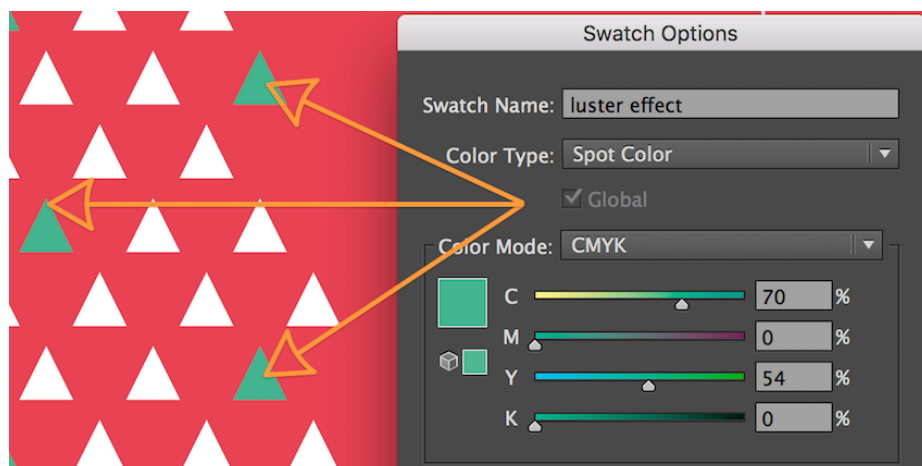 Swatch Options
Swatch Name: luster effect
Color Type: Spot Color
Global
Color Mode: CMYK
C 70 %
M 0 %
Y 54 %
K 0 %